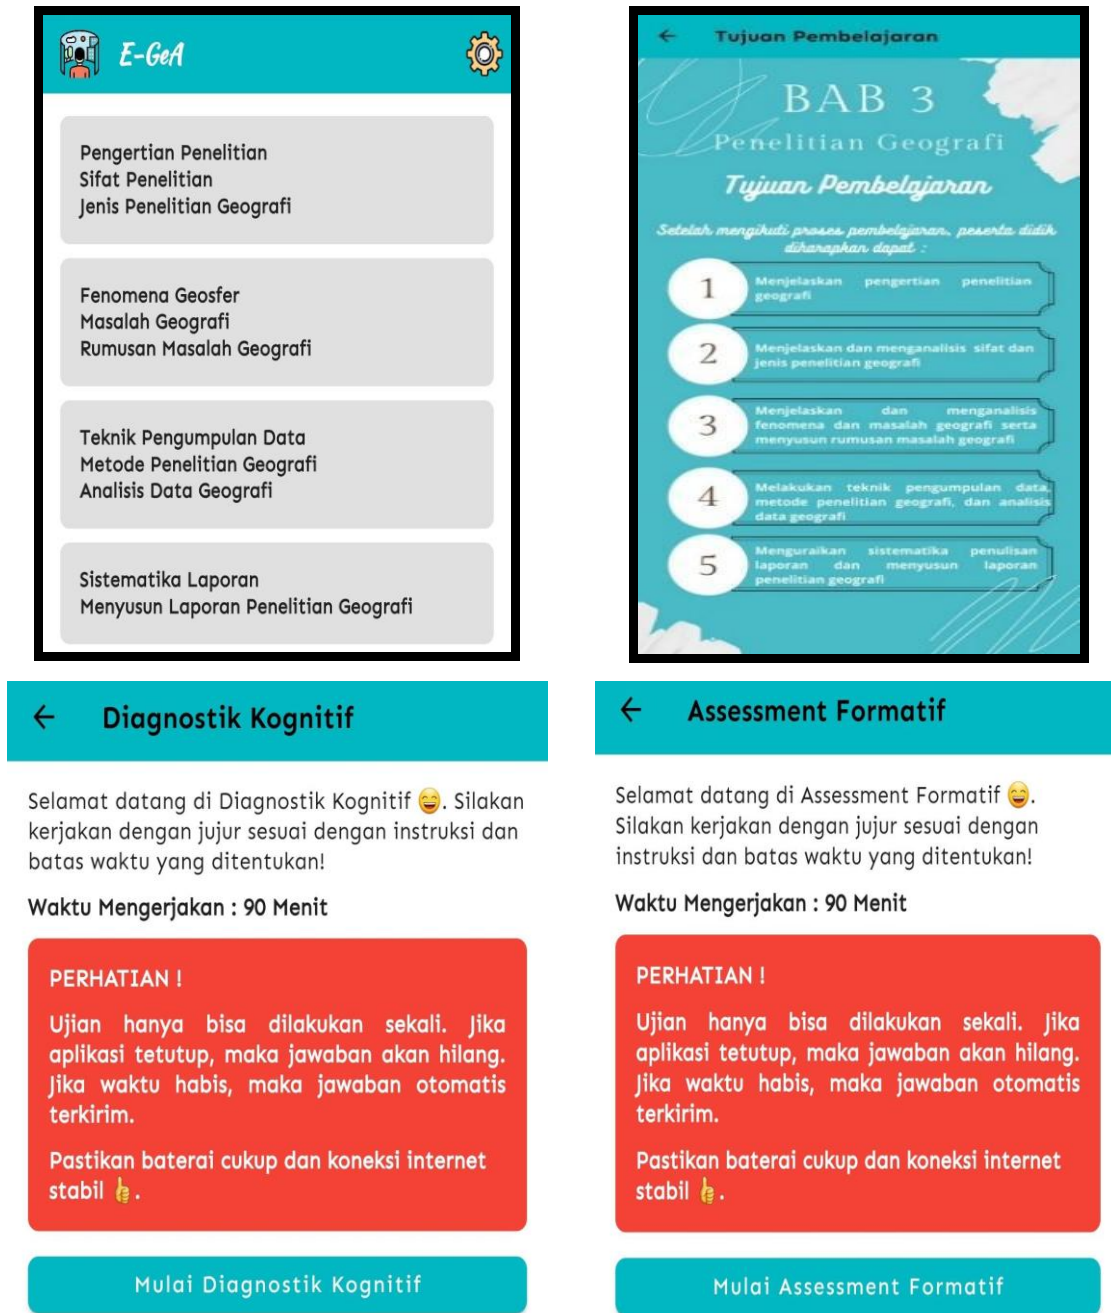 E-GeA
Pengertian Penelitian
Sifat Penelitian
Jenis Penelitian Geografi
Fenomena Geosfer
Masalah Geografi
Rumusan Masalah Geografi
Teknik Pengumpulan Data
Metode Penelitian Geografi
Analisis Data Geografi
Sistematika Laporan
Menyusun Laporan Penelitian Geografi
Tujuan Pembelajaran
BAB 3
Penelitian Geografi
Tujuan Pembelajaran
Setelah mengikuti proses pembelajaran, peserta didik
diharapkan dapat :
1
Menjelaskan pengertian penelitian
geografi
2
Menjelaskan dan menganalisis sifat dan
jenis penelitian geografi
3
Menjelaskan dan menganalisis
fenomena dan masalah geografi serta
menyusun rumusan masalah geografi
4
Melakukan teknik pengumpulan data,
metode penelitian geografi, dan analisis
data geografi
5
Menguraikan sistematika penulisan
laporan dan menyusun laporan
penelitian geografi
Diagnostik Kognitif
Selamat datang di Diagnostik Kognitif 😄. Silakan
kerjakan dengan jujur sesuai dengan instruksi dan
batas waktu yang ditentukan!
Waktu Mengerjakan : 90 Menit
PERHATIAN !
Ujian hanya bisa dilakukan sekali. Jika
aplikasi tetutup, maka jawaban akan hilang.
Jika waktu habis, maka jawaban otomatis
terkirim.
Pastikan baterai cukup dan koneksi internet
stabil 👍.
Mulai Diagnostik Kognitif
Assessment Formatif
Selamat datang di Assessment Formatif 😄.
Silakan kerjakan dengan jujur sesuai dengan
instruksi dan batas waktu yang ditentukan!
Waktu Mengerjakan : 90 Menit
PERHATIAN !
Ujian hanya bisa dilakukan sekali. Jika
aplikasi tetutup, maka jawaban akan hilang.
Jika waktu habis, maka jawaban otomatis
terkirim.
Pastikan baterai cukup dan koneksi internet
stabil 👍.
Mulai Assessment Formatif